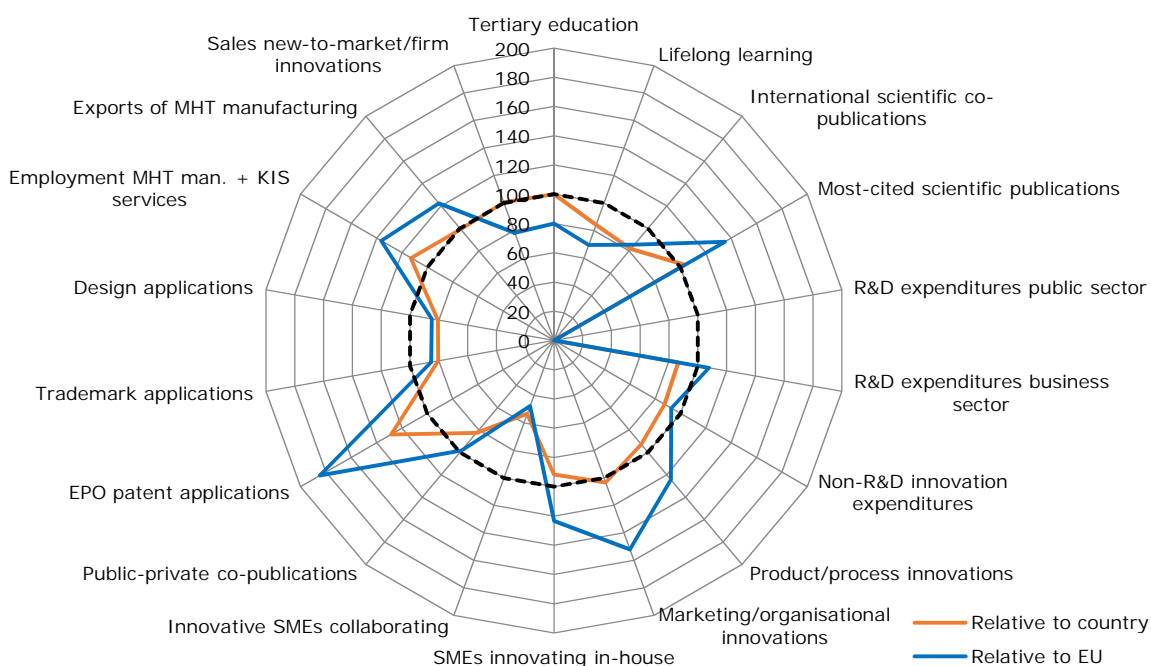 Tertiary education
Lifelong learning
International scientific co-
publications
Most-cited scientific publications
R&D expenditures public sector
R&D expenditures business
sector
Non-R&D innovation
expenditures
Product/process innovations
Marketing/organisational
innovations
SMEs innovating in-house
Innovative SMEs collaborating
Public-private co-publications
EPO patent applications
Trademark applications
Design applications
Employment MHT man. + KIS
services
Exports of MHT manufacturing
Sales new-to-market/firm
innovations
200
180
160
140
120
100
80
60
40
20
0
Relative to country
Relative to EU